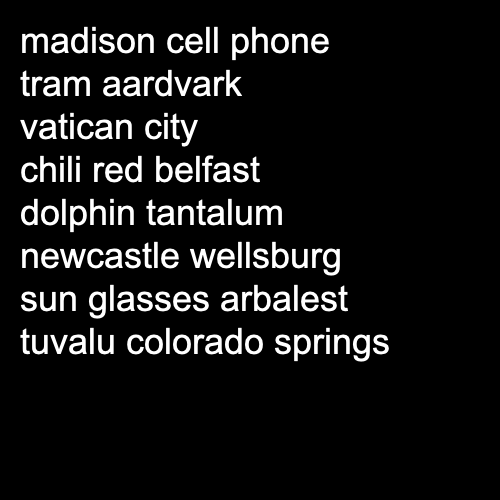 madison cell phone
tram aardvark
vatican city
chili red belfast
dolphin tantalum
newcastle wellsburg
sun glasses arbalest
tuvalu colorado springs